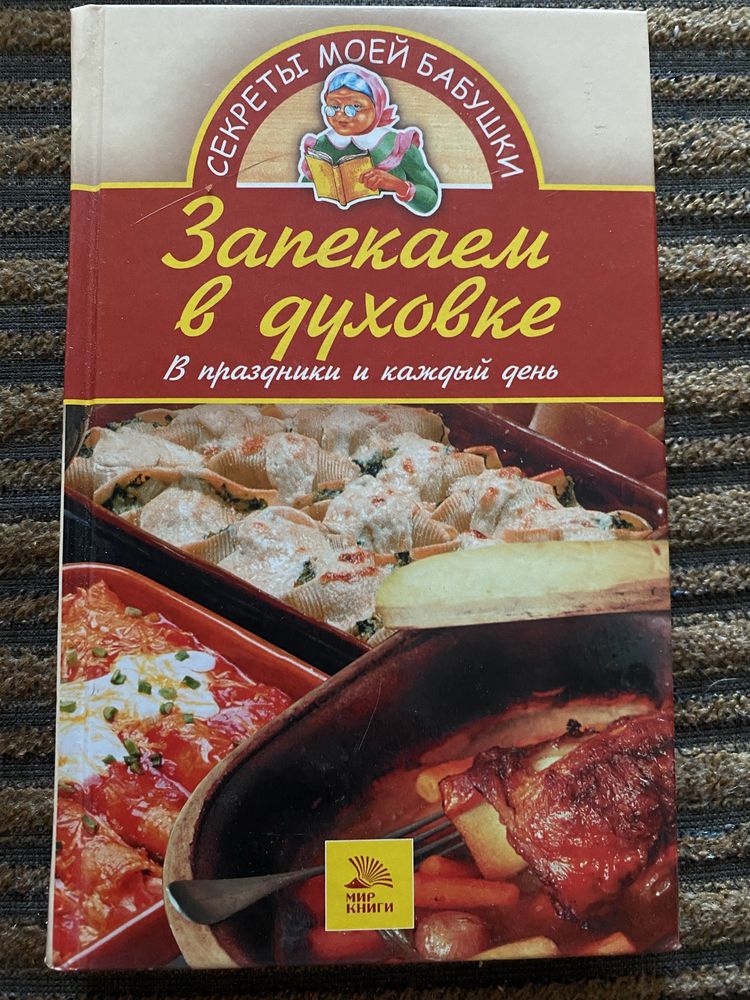 СЕКРЕТЫ МОЕЙ БАБУШКИ
Запекаем
в духовке
В праздники и каждый день
МИР
КНИГИ